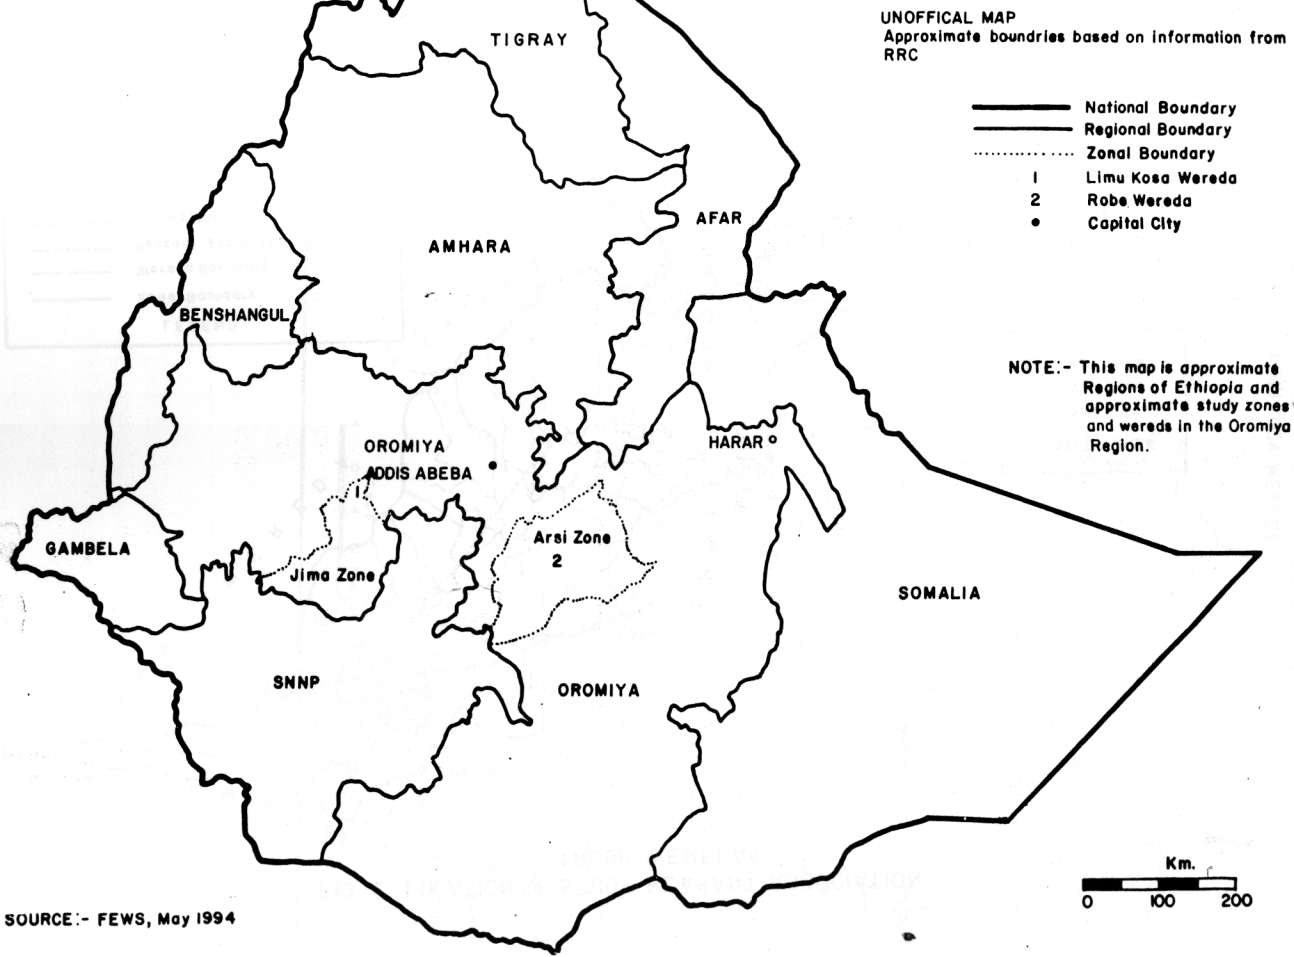 UNOFFICAL MAP
Approximate boundries based on information from
RRC
TIGRAY
National Boundary
Regional Boundary
Zonal Boundary
1 Limu Kosa Wereda
2 Robe Wereda
Capital City
AFAR
AMHARA
BENSHANGUL
NOTE:- This map is approximate
Regions of Ethiopia and
approximate study zones
and wereds in the Oromiya
Region.
OROMIYA
HARAR
ADDIS ABEBA
1
GAMBELA
Arsi Zone
2
Jima Zone
SOMALIA
SNNP
OROMIYA
Km.
0 100 200
SOURCE:- FEWS, May 1994